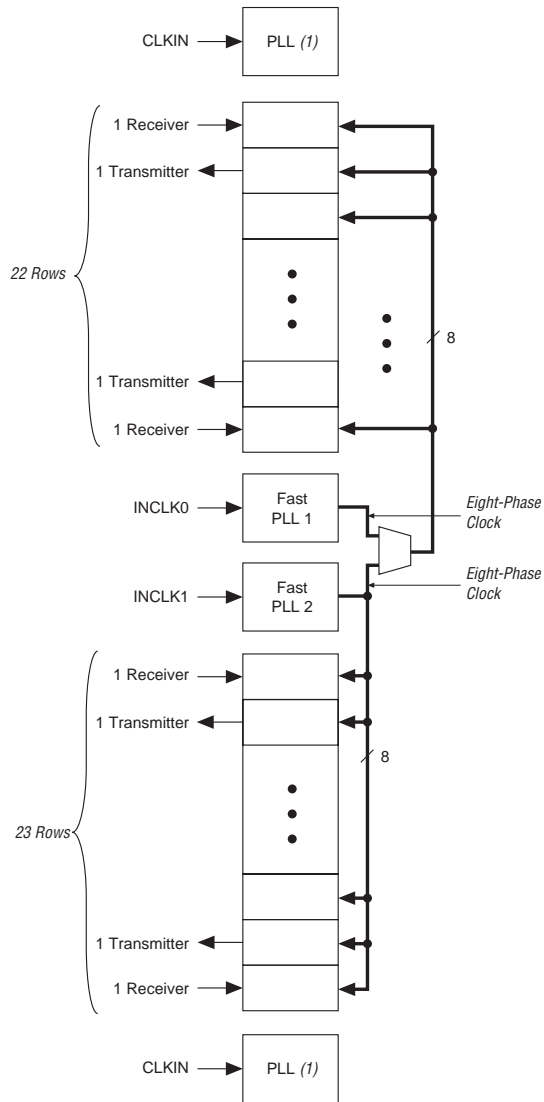 CLKIN
PLL (1)
1 Receiver
1 Transmitter
22 Rows
8
1 Transmitter
1 Receiver
INCLK0
Fast
PLL 1
Eight-Phase
Clock
INCLK1
Fast
PLL 2
Eight-Phase
Clock
1 Receiver
1 Transmitter
8
23 Rows
1 Transmitter
1 Receiver
CLKIN
PLL (1)